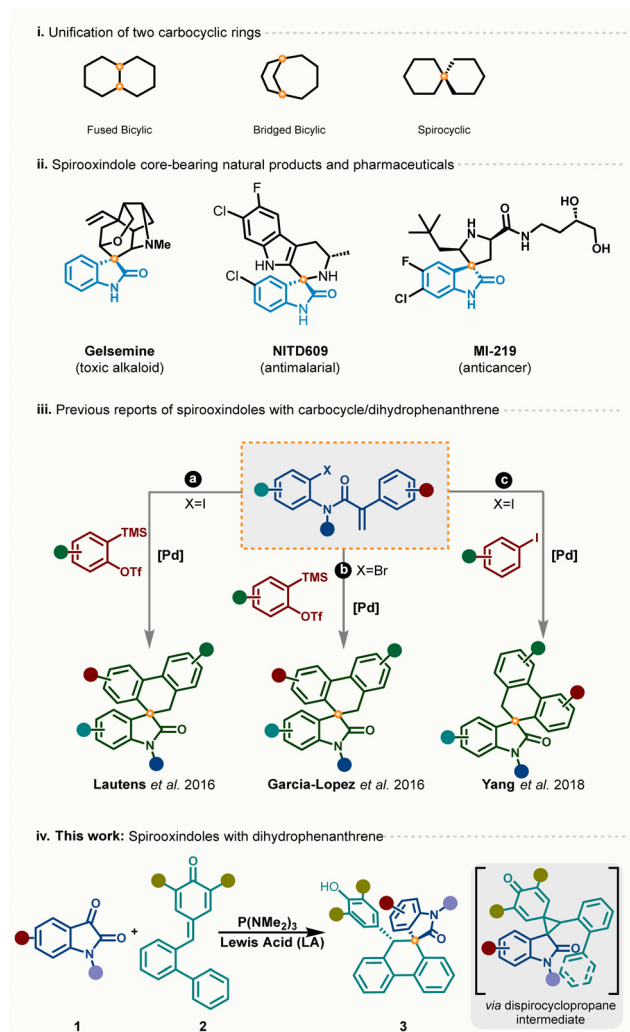 i. Unification of two carbocyclic rings
Fused Bicylic
Bridged Bicylic
Spirocyclic
ii. Spirooxindole core-bearing natural products and pharmaceuticals
O
NMe
O
N
H
F
Cl
N
H
NH
Cl
O
N
H
H
N
O
N
H
HO
OH
F
Cl
O
N
H
Gelsemine
(toxic alkaloid)
NITD609
(antimalarial)
MI-219
(anticancer)
iii. Previous reports of spirooxindoles with carbocycle/dihydrophenanthrene
a
X=I
TMS
OTf
[Pd]
X
O
N
b X=Br
TMS
OTf
[Pd]
c
X=I
I
[Pd]
O
N
O
N
O
N
Lautens et al. 2016
Garcia-Lopez et al. 2016
Yang et al. 2018
iv. This work: Spirooxindoles with dihydrophenanthrene
O
O
N
+
O
P(NMe2)3
Lewis Acid (LA)
HO
N
O
O
O
N
via dispirocyclopropane
intermediate
1
2
3